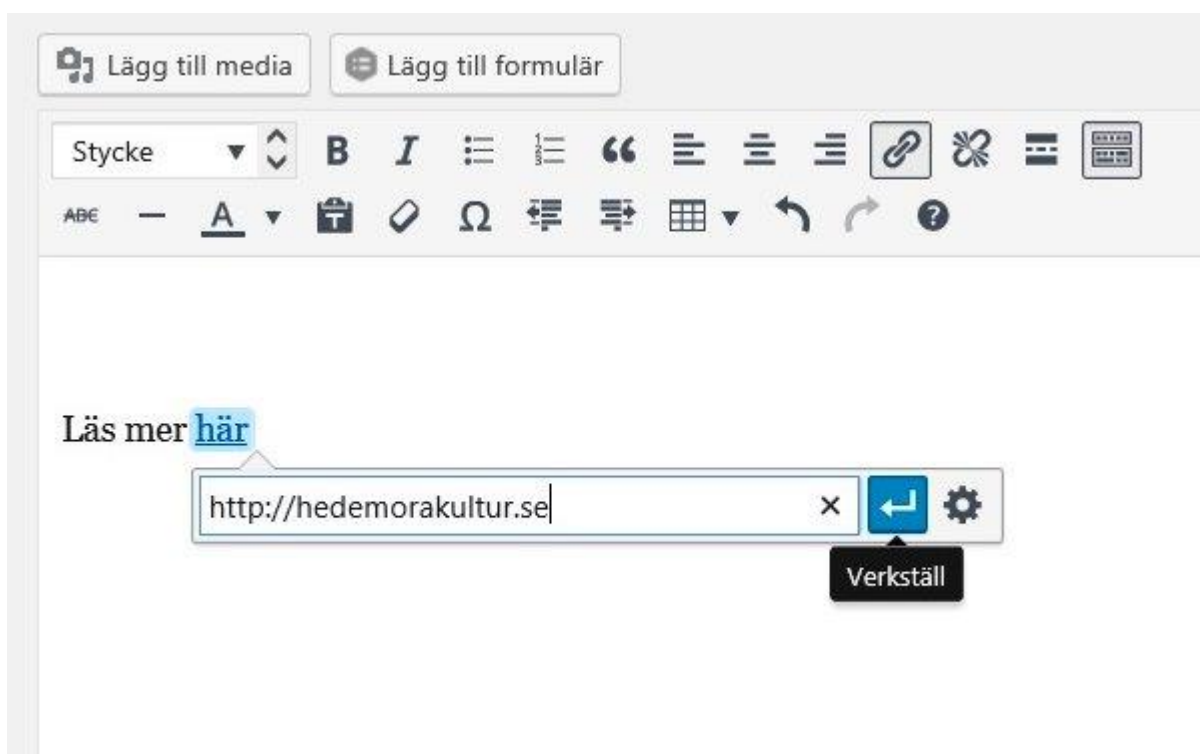 Lägg till media Lägg till formulär
Stycke B I
ABC A T Ω ?
Läs mer här
http://hedemorakultur.se
Verkställ